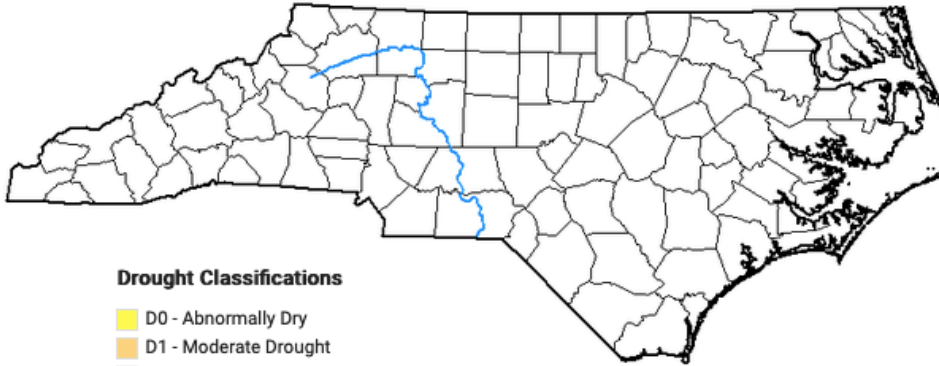 Drought Classifications
D0 - Abnormally Dry
D1 - Moderate Drought